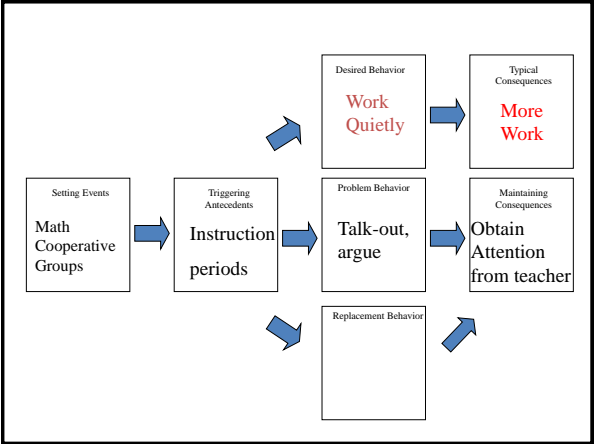 Desired Behavior
Work
Quietly
Typical
Consequences
More
Work
Setting Events
Math
Cooperative
Groups
Triggering
Antecedents
Instruction
periods
Problem Behavior
Talk-out,
argue
Maintaining
Consequences
Obtain
Attention
from teacher
Replacement Behavior